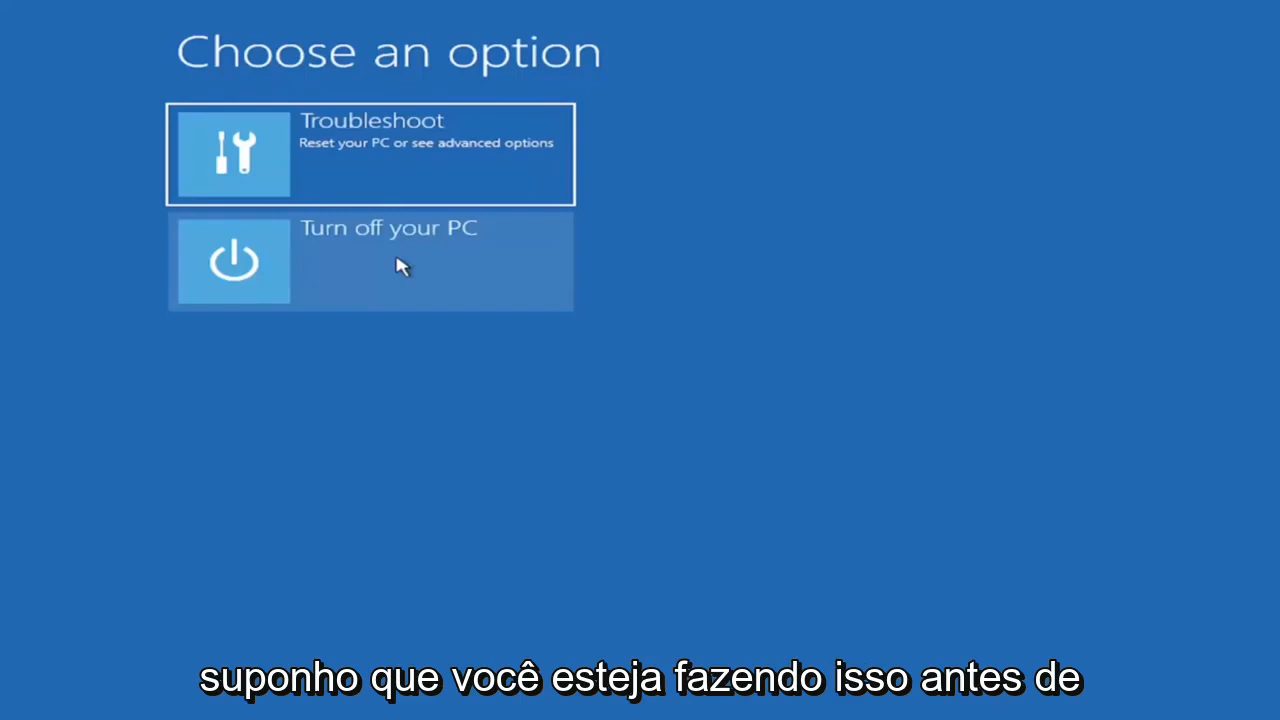 Choose an option
Troubleshoot
Reset your PC or see advanced options
Turn off your PC
suponho que você esteja fazendo isso antes de